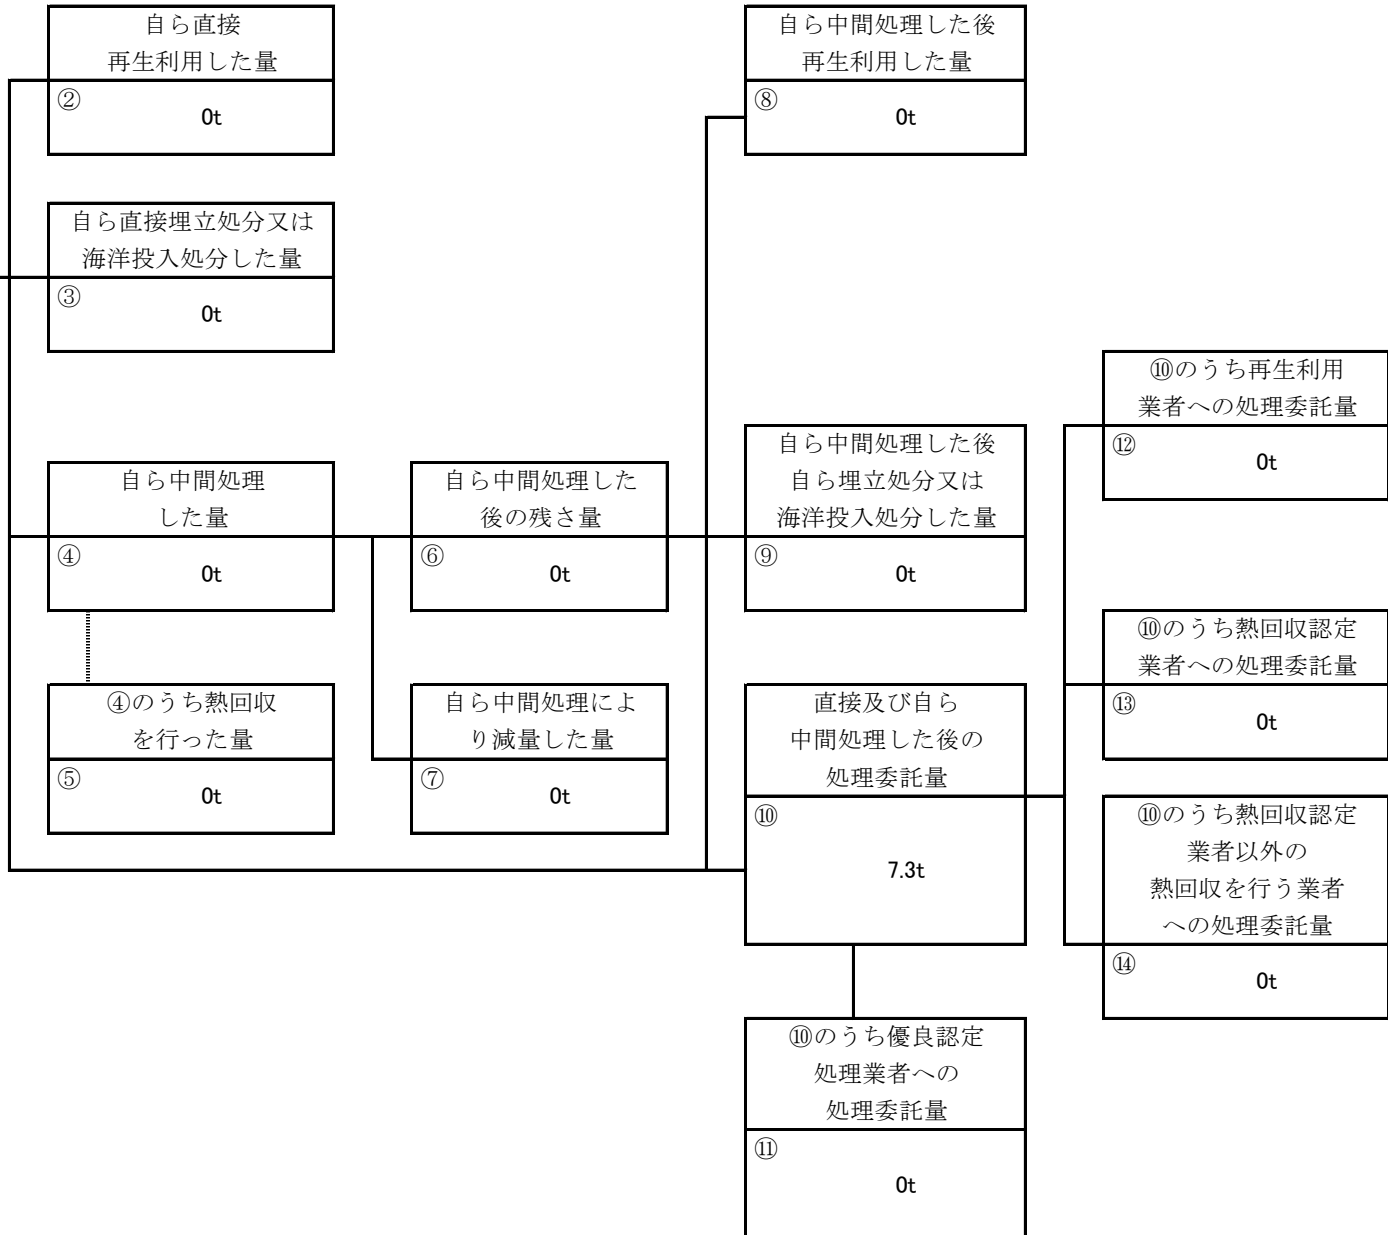 自ら直接
再生利用した量
②
0t
自ら中間処理した後
再生利用した量
⑧
0t
自ら直接埋立処分又は
海洋投入処分した量
③
0t
⑩のうち再生利用
業者への処理委託量
⑫
0t
自ら中間処理
した量
④
0t
自ら中間処理した
後の残さ量
⑥
0t
自ら中間処理した後
自ら埋立処分又は
海洋投入処分した量
⑨
0t
⑩のうち熱回収認定
業者への処理委託量
⑬
0t
④のうち熱回収
を行った量
⑤
0t
自ら中間処理によ
り減量した量
⑦
0t
直接及び自ら
中間処理した後の
処理委託量
⑩
7.3t
⑩のうち熱回収認定
業者以外の
熱回収を行う業者
への処理委託量
⑭
0t
⑩のうち優良認定
処理業者への
処理委託量
⑪
0t